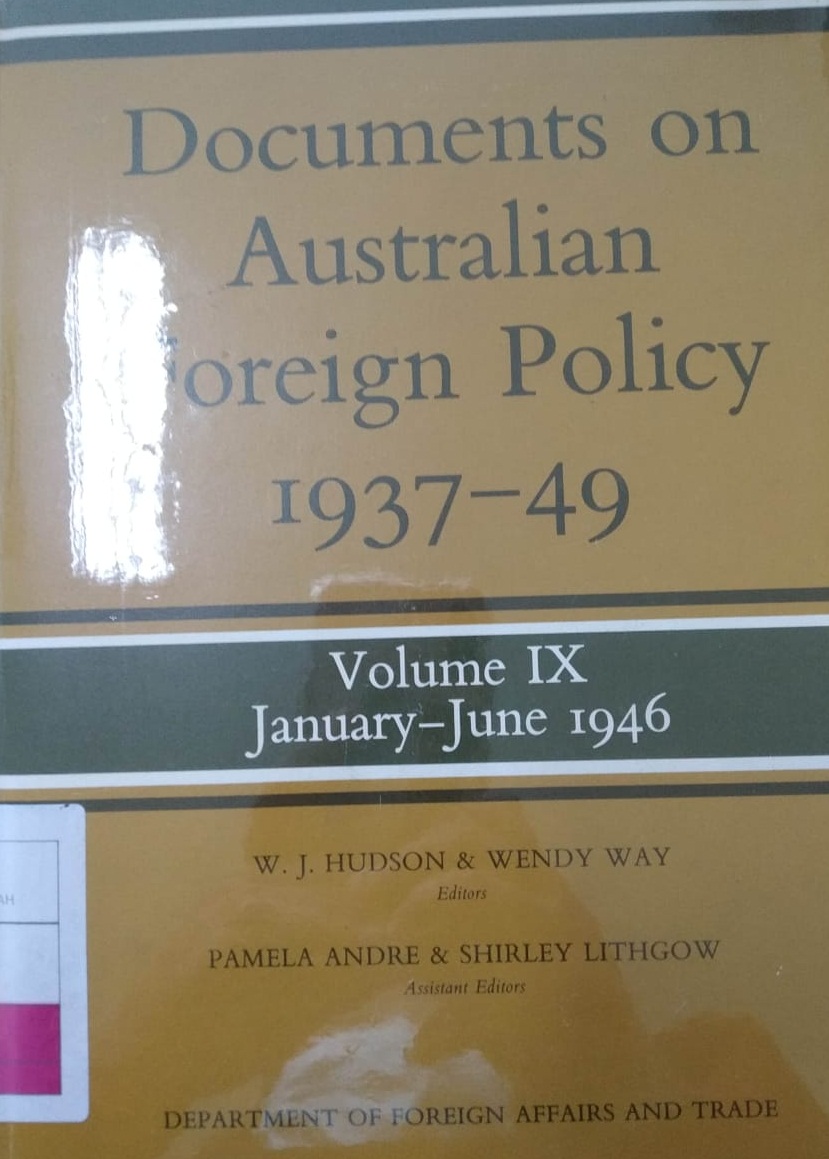 Documents on
Australian
Foreign Policy
1937–49
Volume IX
January–June 1946
W. J. HUDSON & WENDY WAY
Editors
PAMELA ANDRE & SHIRLEY LITHGOW
Assistant Editors
DEPARTMENT OF FOREIGN AFFAIRS AND TRADE